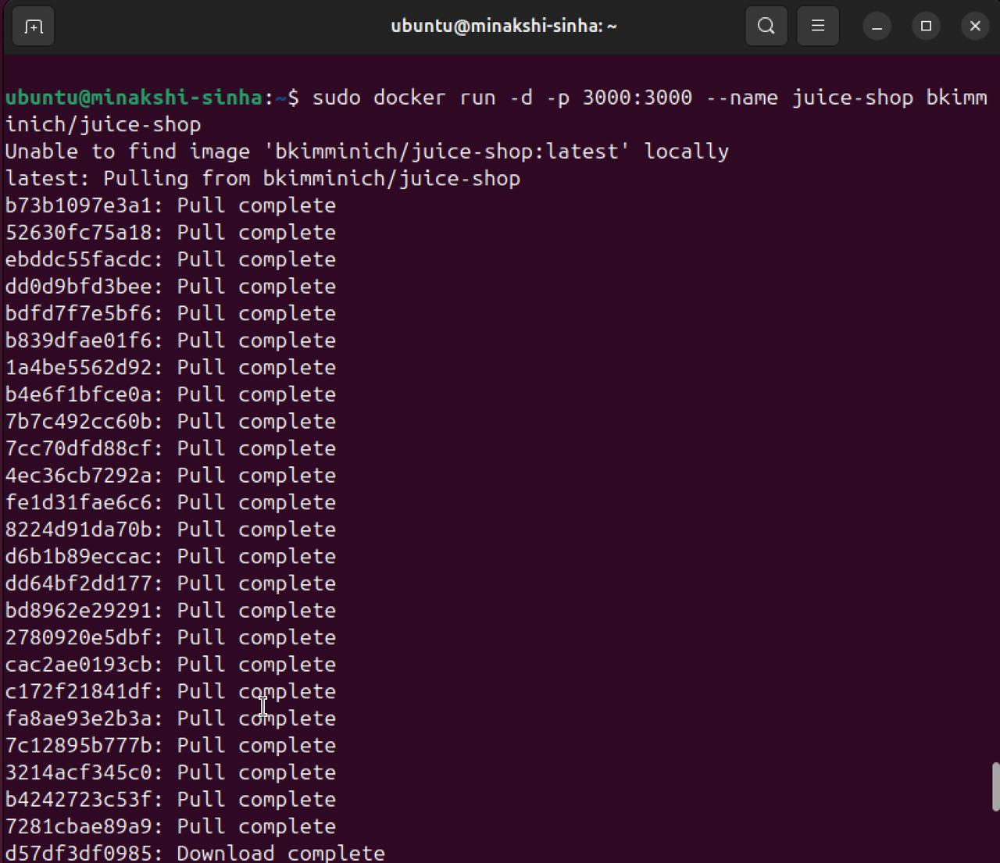 ubuntu@minakshi-sinha: ~
ubuntu@minakshi-sinha:~$ sudo docker run -d -p 3000:3000 --name juice-shop bkimm
inich/juice-shop
Unable to find image 'bkimminich/juice-shop:latest' locally
latest: Pulling from bkimminich/juice-shop
b73b1097e3a1: Pull complete
52630fc75a18: Pull complete
ebddc55facdc: Pull complete
dd0d9bfd3bee: Pull complete
bdfd7f7e5bf6: Pull complete
b839dfae01f6: Pull complete
1a4be5562d92: Pull complete
b4e6f1bfce0a: Pull complete
7b7c492cc60b: Pull complete
7cc70dfd88cf: Pull complete
4ec36cb7292a: Pull complete
fe1d31fae6c6: Pull complete
8224d91da70b: Pull complete
d6b1b89eccac: Pull complete
dd64bf2dd177: Pull complete
bd8962e29291: Pull complete
2780920e5dbf: Pull complete
cac2ae0193cb: Pull complete
c172f21841df: Pull complete
fa8ae93e2b3a: Pull complete
7c12895b777b: Pull complete
3214acf345c0: Pull complete
b4242723c53f: Pull complete
7281cbae89a9: Pull complete
d57df3df0985: Download complete